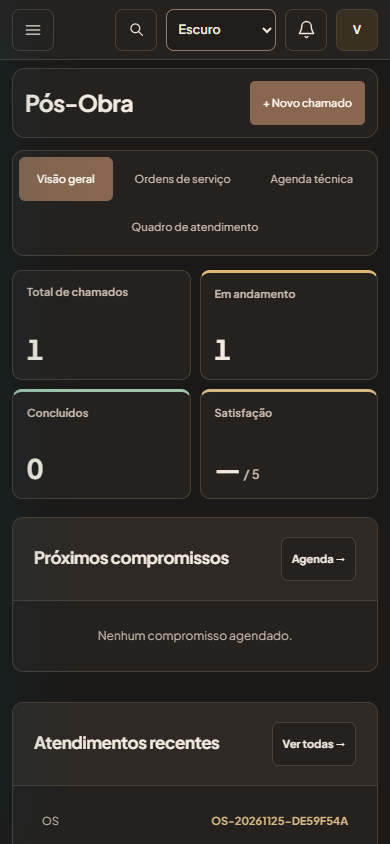 Escuro
V
Pós-Obra
+ Novo chamado
Visão geral
Ordens de serviço
Agenda técnica
Quadro de atendimento
Total de chamados
Em andamento
1
1
Concluídos
Satisfação
0
— / 5
Próximos compromissos
Agenda →
Nenhum compromisso agendado.
Atendimentos recentes
Ver todas →
OS
OS-20261125-DE59F54A